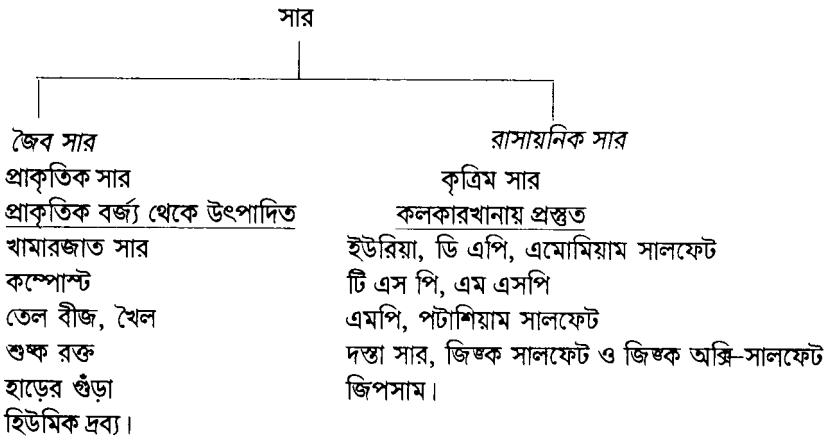 সার
জৈব সার
প্রাকৃতিক সার
প্রাকৃতিক বর্জ্য থেকে উৎপাদিত
খামারজাত সার
কম্পোস্ট
তেল বীজ, খৈল
শুষ্ক রক্ত
হাড়ের গুঁড়া
হিউমিক দ্রব্য।
রাসায়নিক সার
কৃত্রিম সার
কলকারখানায় প্রস্তুত
ইউরিয়া, ডি এপি, এমোমিয়াম সালফেট
টি এস পি, এম এসপি
এমপি, পটাশিয়াম সালফেট
দস্তা সার, জিঙ্ক সালফেট ও জিঙ্ক অক্সি-সালফেট
জিপসাম।